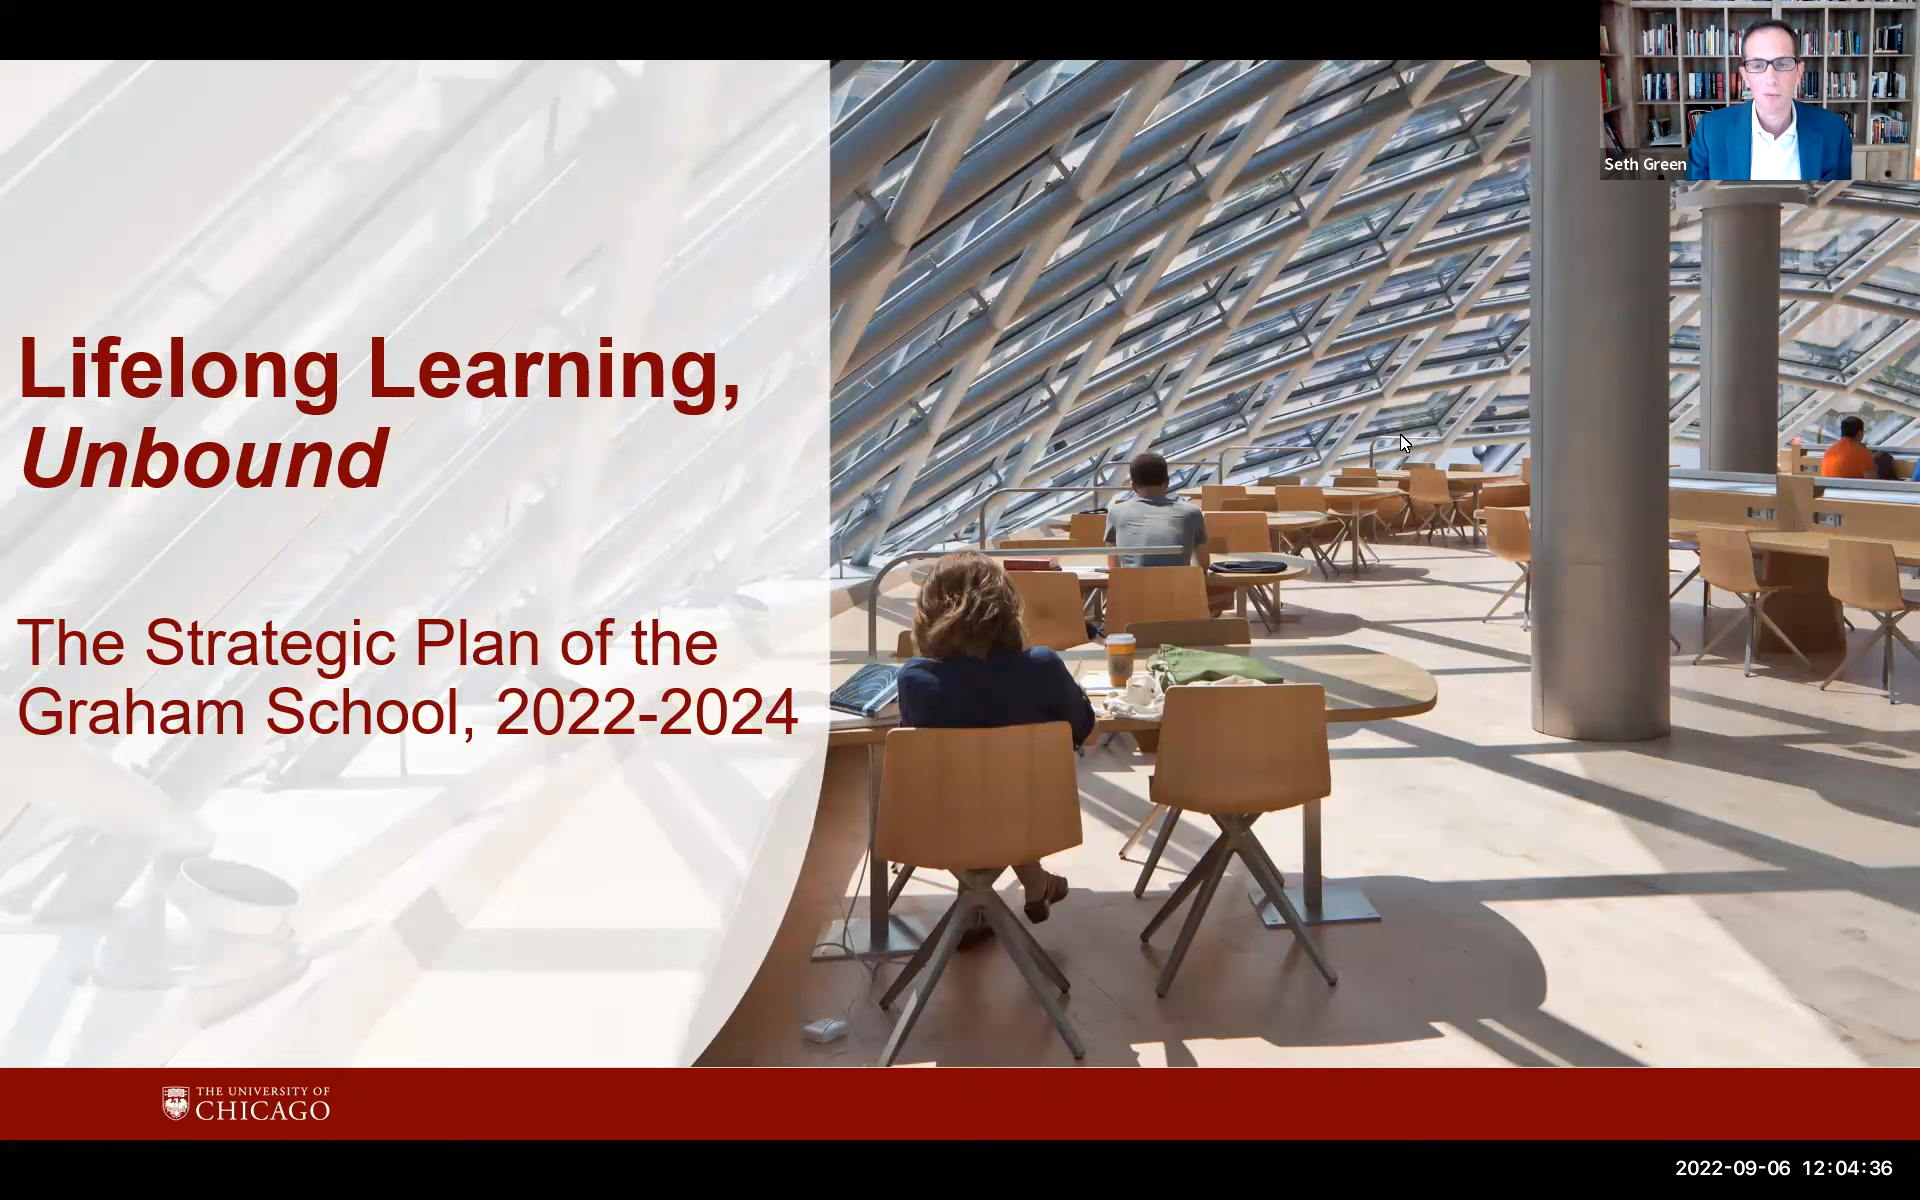 Seth Green
Lifelong Learning,
Unbound
The Strategic Plan of the
Graham School, 2022-2024
THE UNIVERSITY OF
CHICAGO
2022-09-06 12:04:36